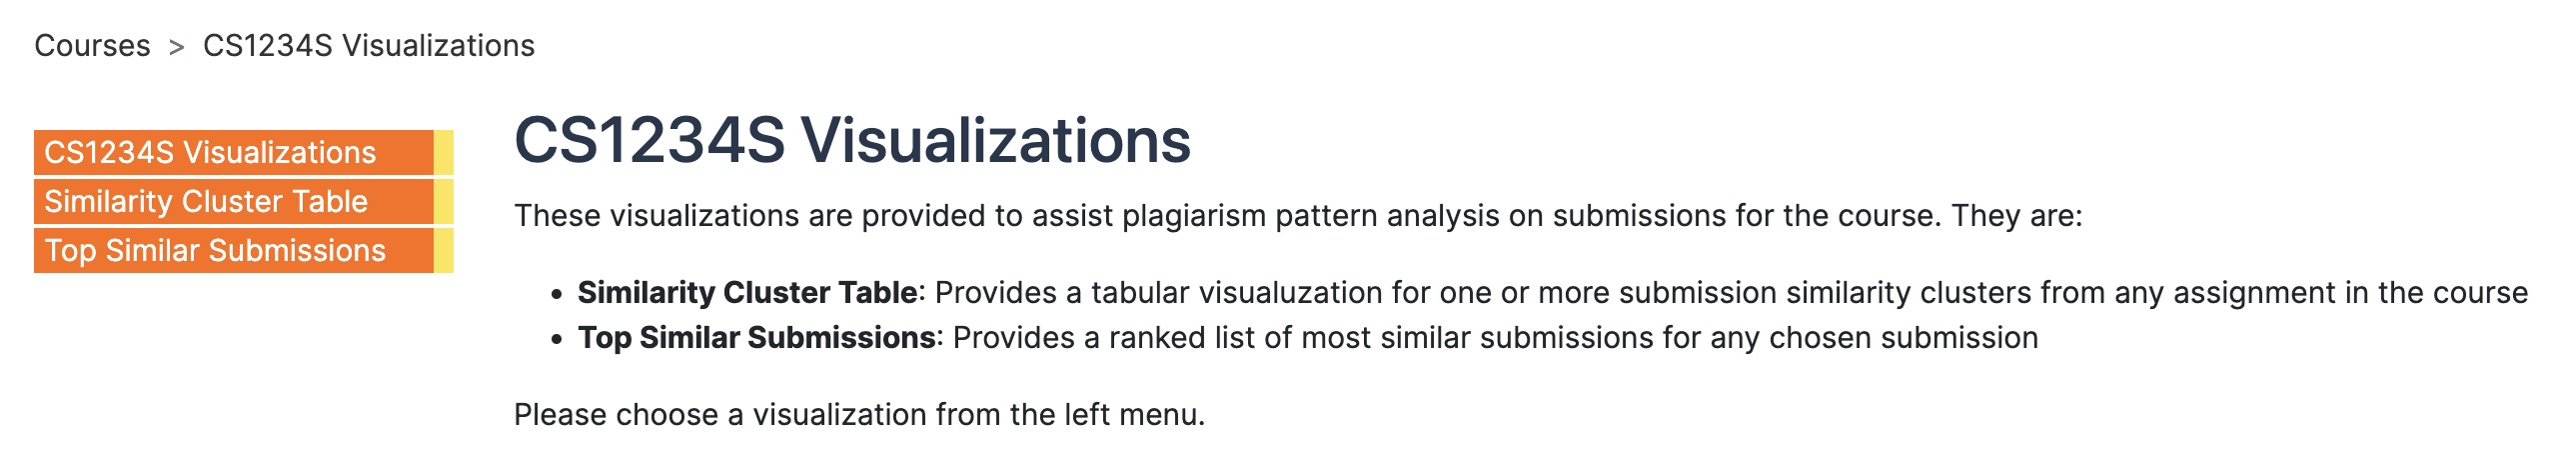 Courses > CS1234S Visualizations
CS1234S Visualizations
Similarity Cluster Table
Top Similar Submissions
CS1234S Visualizations
These visualizations are provided to assist plagiarism pattern analysis on submissions for the course. They are:
• Similarity Cluster Table: Provides a tabular visualuzation for one or more submission similarity clusters from any assignment in the course
• Top Similar Submissions: Provides a ranked list of most similar submissions for any chosen submission
Please choose a visualization from the left menu.